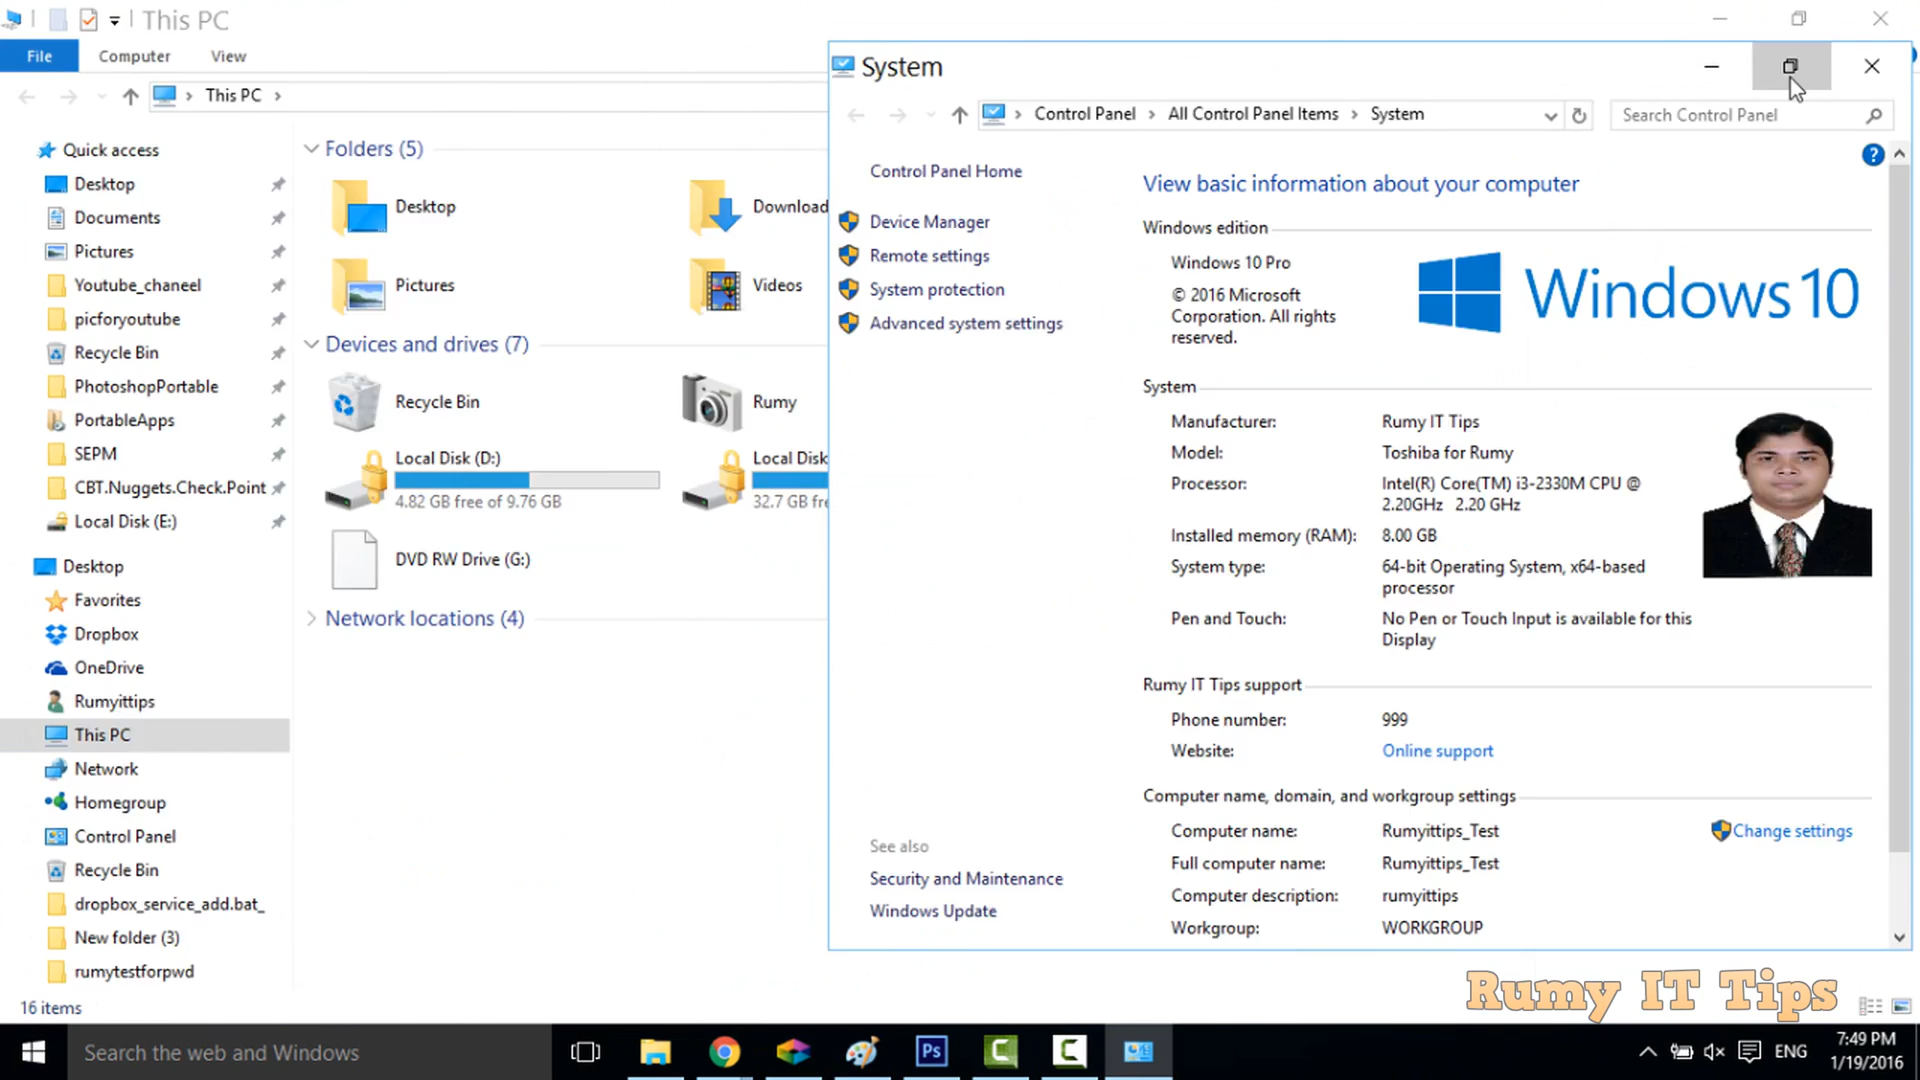 This PC
File Computer View
This PC
Quick access
Desktop
Documents
Pictures
Youtube_chaneel
picforyoutube
Recycle Bin
PhotoshopPortable
PortableApps
SEPM
CBT.Nuggets.Check.Point
Local Disk (E:)
Desktop
Favorites
Dropbox
OneDrive
Rumyittips
This PC
Network
Homegroup
Control Panel
Recycle Bin
dropbox_service_add.bat_
New folder (3)
rumytestforpwd
16 items
Folders (5)
Desktop
Download
Pictures
Videos
Devices and drives (7)
Recycle Bin
Rumy
Local Disk (D:)
4.82 GB free of 9.76 GB
Local Disk
32.7 GB fre
DVD RW Drive (G:)
Network locations (4)
System
Control Panel All Control Panel Items System
Search Control Panel
Control Panel Home
Device Manager
Remote settings
System protection
Advanced system settings
See also
Security and Maintenance
Windows Update
View basic information about your computer
Windows edition
Windows 10 Pro
© 2016 Microsoft
Corporation. All rights
reserved.
Windows 10
System
Manufacturer: Rumy IT Tips
Model: Toshiba for Rumy
Processor: Intel(R) Core(TM) i3-2330M CPU @
2.20GHz 2.20 GHz
Installed memory (RAM): 8.00 GB
System type: 64-bit Operating System, x64-based
processor
Pen and Touch: No Pen or Touch Input is available for this
Display
Rumy IT Tips support
Phone number: 999
Website: Online support
Computer name, domain, and workgroup settings
Computer name: Rumyittips_Test
Change settings
Full computer name: Rumyittips_Test
Computer description: rumyittips
Workgroup: WORKGROUP
Rumy IT Tips
Search the web and Windows
Ps
C
C
ENG
7:49 PM
1/19/2016